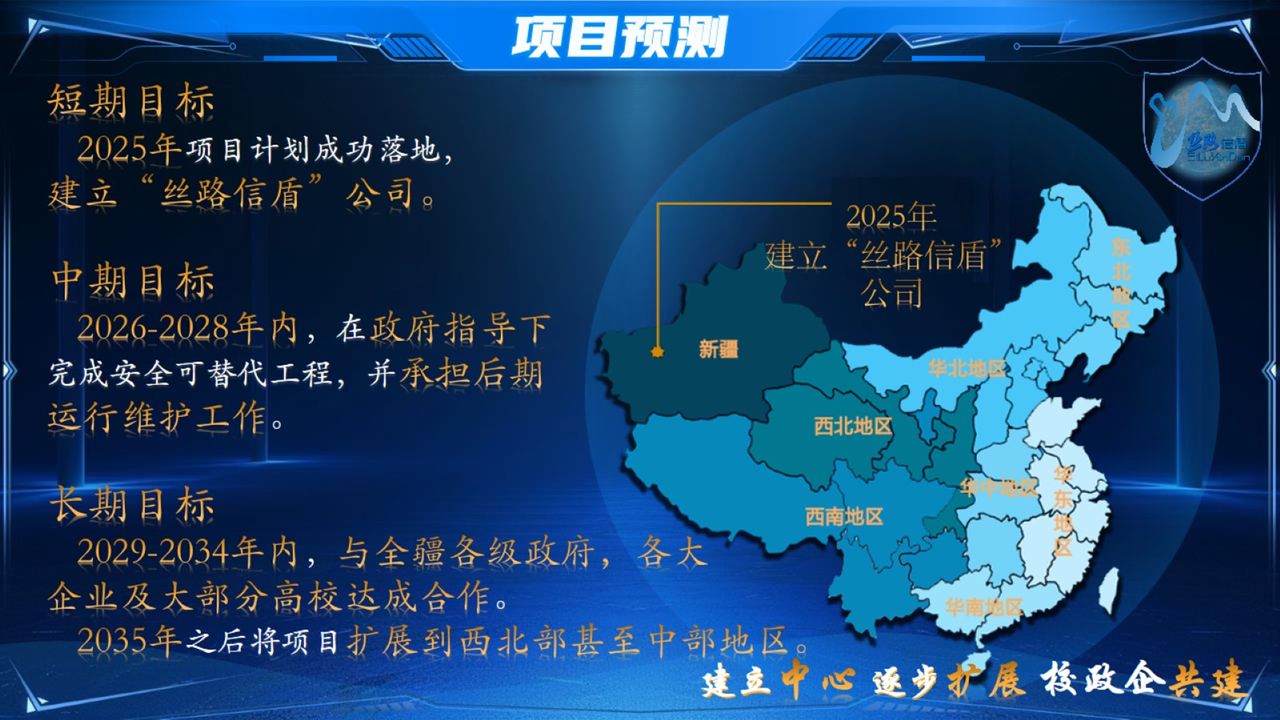 项目预测
短期目标
2025年项目计划成功落地，
建立“丝路信盾”公司。
中期目标
2026-2028年内，在政府指导下
完成安全可替代工程，并承担后期
运行维护工作。
长期目标
2029-2034年内，与全疆各级政府，各大
企业及大部分高校达成合作。
2035年之后将项目扩展到西北部甚至中部地区。
丝路信盾
2025年
建立“丝路信盾”
公司
东北地区
新疆
华北地区
西北地区
华中地区
华东地区
西南地区
华南地区
建立中心 逐步扩展 校政企共建